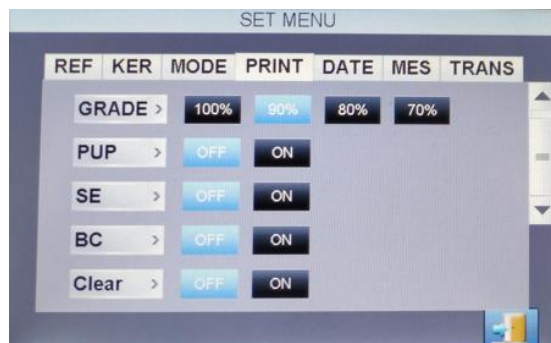 SET MENU
REF KER MODE PRINT DATE MES TRANS
GRADE > 100% 90% 80% 70%
PUP > OFF ON
SE > OFF ON
BC > OFF ON
Clear > OFF ON